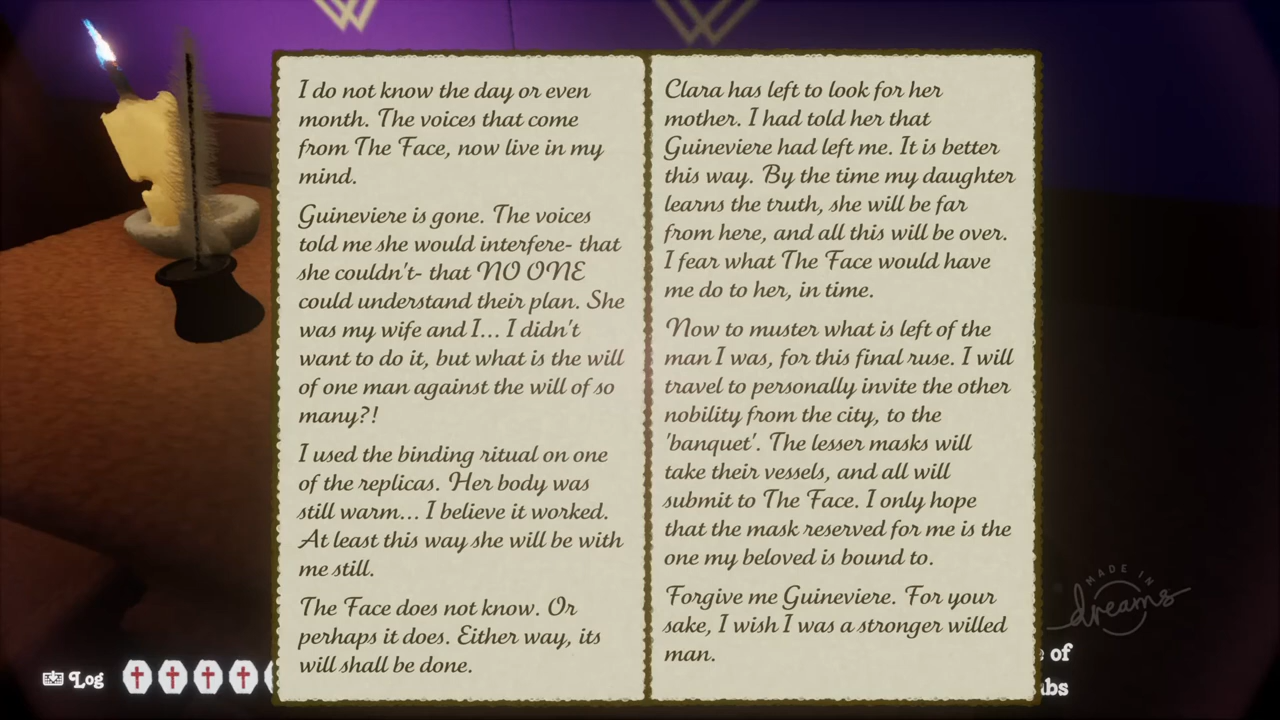 I do not know the day or even
month. The voices that come
from The Face, now live in my
mind.
Guineviere is gone. The voices
told me she would interfere- that
she couldn't- that NO ONE
could understand their plan. She
was my wife and I... I didn't
want to do it, but what is the will
of one man against the will of so
many?!
I used the binding ritual on one
of the replicas. Her body was
still warm... I believe it worked.
At least this way she will be with
me still.
The Face does not know. Or
perhaps it does. Either way, its
will shall be done.
Clara has left to look for her
mother. I had told her that
Guineviere had left me. It is better
this way. By the time my daughter
learns the truth, she will be far
from here, and all this will be over.
I fear what The Face would have
me do to her, in time.
Now to muster what is left of the
man I was, for this final ruse. I will
travel to personally invite the other
nobility from the city, to the
'banquet'. The lesser masks will
take their vessels, and all will
submit to The Face. I only hope
that the mask reserved for me is the
one my beloved is bound to.
Forgive me Guineviere. For your
sake, I wish I was a stronger willed
man.
MADE IN
dreams
Log
of